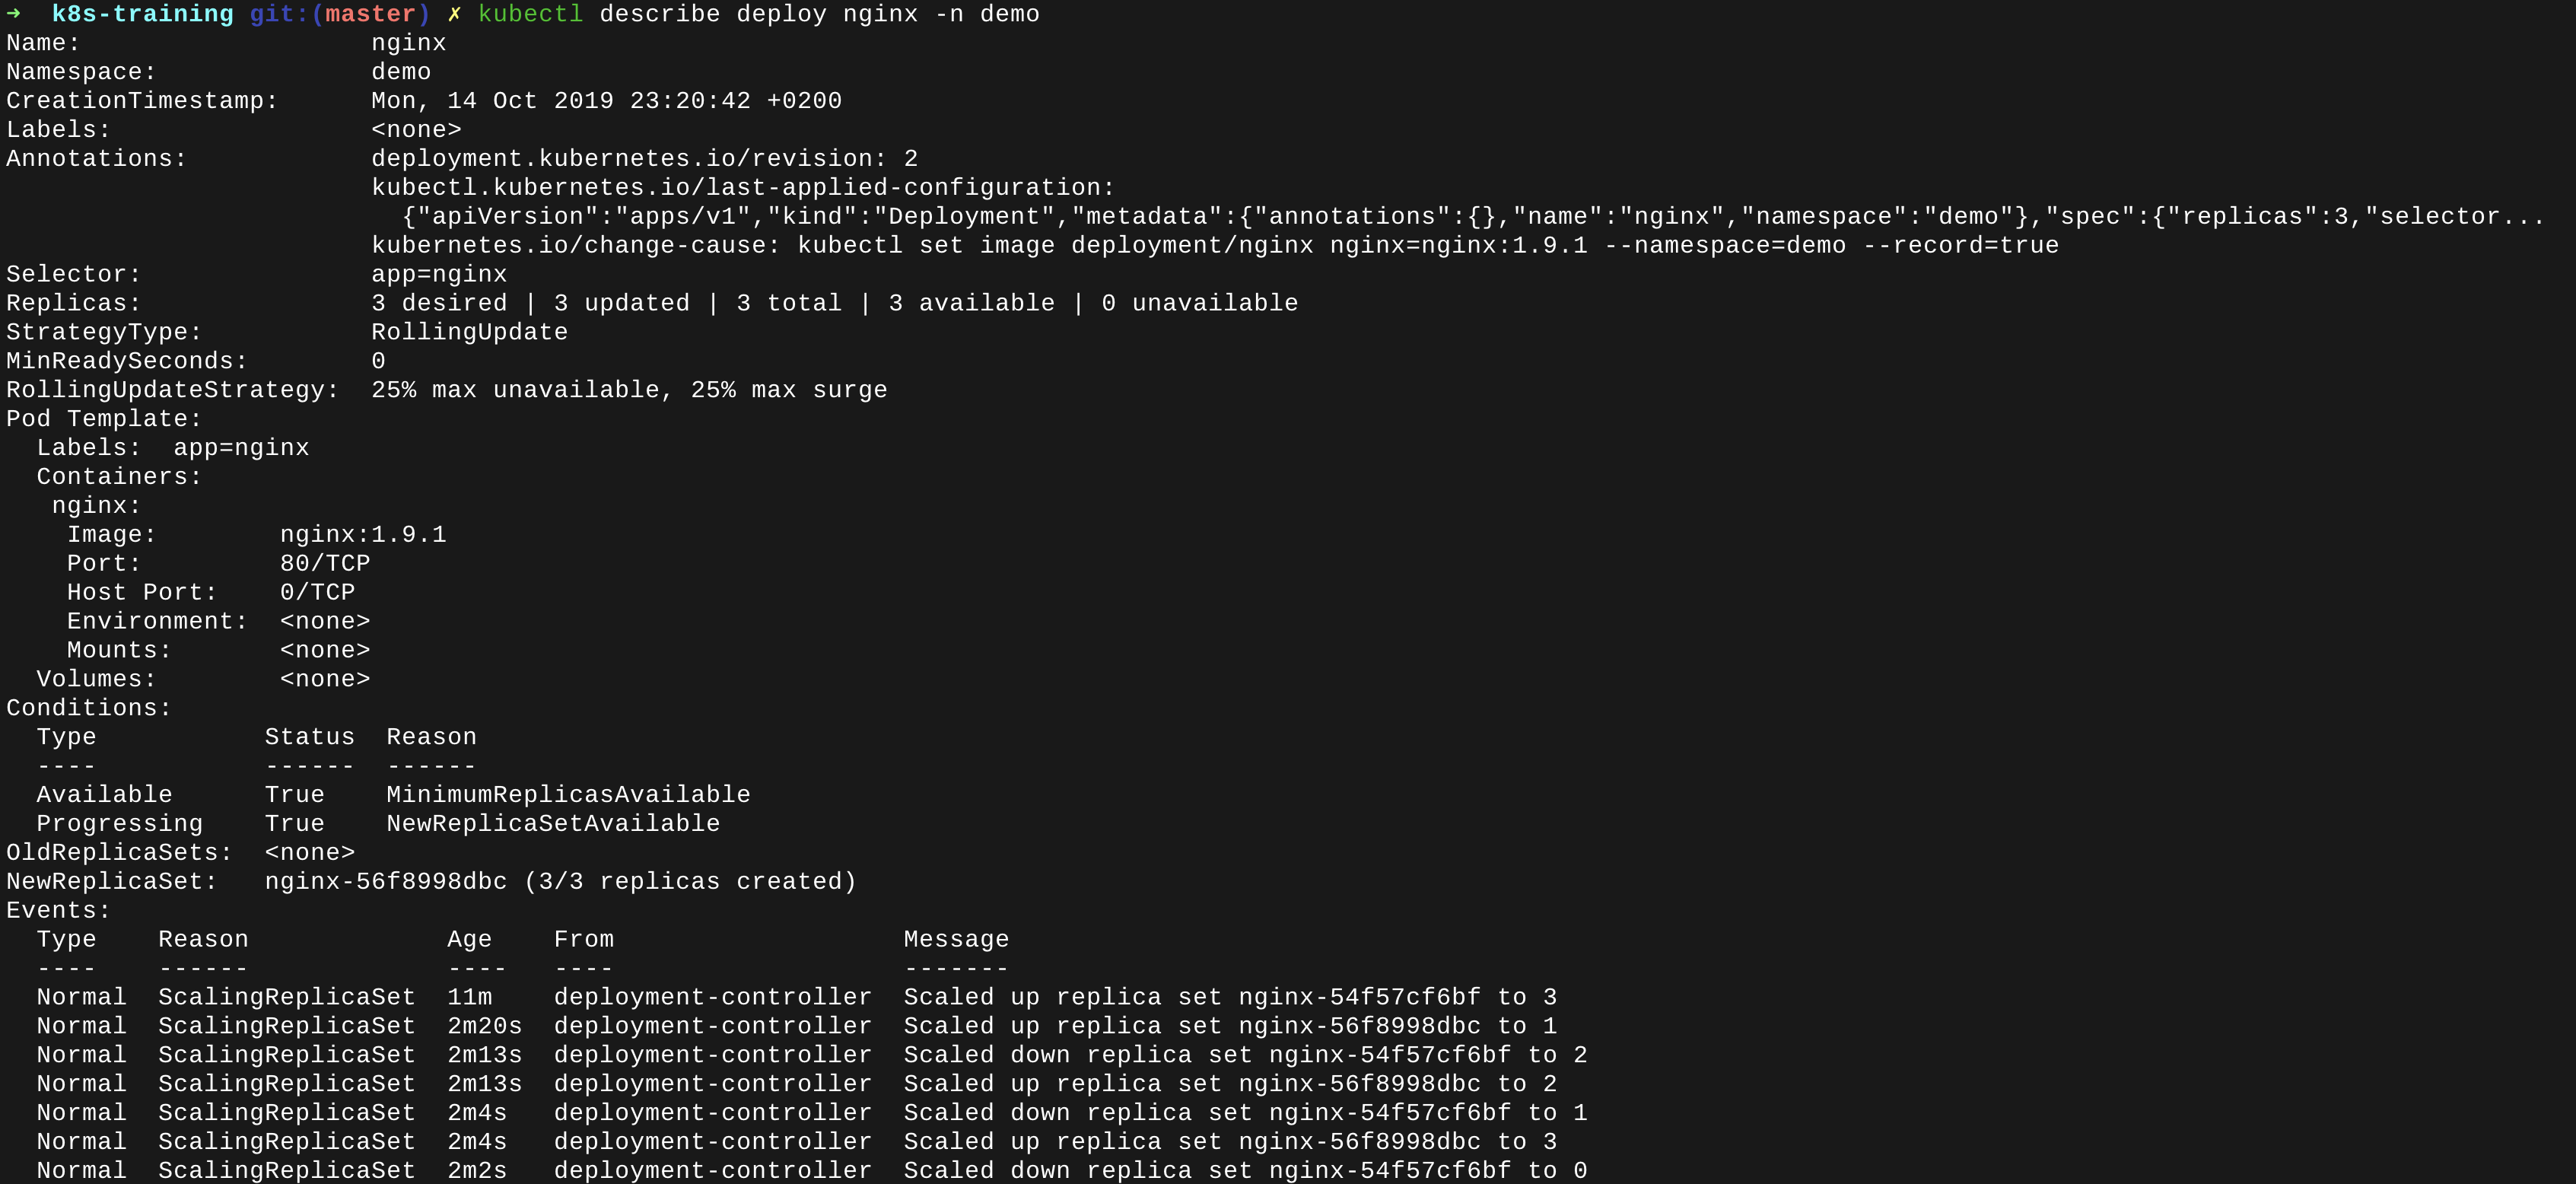 ➜  k8s-training git:(master) ✗ kubectl describe deploy nginx -n demo
Name:                   nginx
Namespace:              demo
CreationTimestamp:      Mon, 14 Oct 2019 23:20:42 +0200
Labels:                 <none>
Annotations:            deployment.kubernetes.io/revision: 2
                        kubectl.kubernetes.io/last-applied-configuration:
                          {"apiVersion":"apps/v1","kind":"Deployment","metadata":{"annotations":{},"name":"nginx","namespace":"demo"},"spec":{"replicas":3,"selector...
                        kubernetes.io/change-cause: kubectl set image deployment/nginx nginx=nginx:1.9.1 --namespace=demo --record=true
Selector:               app=nginx
Replicas:               3 desired | 3 updated | 3 total | 3 available | 0 unavailable
StrategyType:           RollingUpdate
MinReadySeconds:        0
RollingUpdateStrategy:  25% max unavailable, 25% max surge
Pod Template:
  Labels:  app=nginx
  Containers:
   nginx:
    Image:        nginx:1.9.1
    Port:         80/TCP
    Host Port:    0/TCP
    Environment:  <none>
    Mounts:       <none>
  Volumes:        <none>
Conditions:
  Type           Status  Reason
  ----           ------  ------
  Available      True    MinimumReplicasAvailable
  Progressing    True    NewReplicaSetAvailable
OldReplicaSets:  <none>
NewReplicaSet:   nginx-56f8998dbc (3/3 replicas created)
Events:
  Type    Reason             Age    From                   Message
  ----    ------             ----   ----                   -------
  Normal  ScalingReplicaSet  11m    deployment-controller  Scaled up replica set nginx-54f57cf6bf to 3
  Normal  ScalingReplicaSet  2m20s  deployment-controller  Scaled up replica set nginx-56f8998dbc to 1
  Normal  ScalingReplicaSet  2m13s  deployment-controller  Scaled down replica set nginx-54f57cf6bf to 2
  Normal  ScalingReplicaSet  2m13s  deployment-controller  Scaled up replica set nginx-56f8998dbc to 2
  Normal  ScalingReplicaSet  2m4s   deployment-controller  Scaled down replica set nginx-54f57cf6bf to 1
  Normal  ScalingReplicaSet  2m4s   deployment-controller  Scaled up replica set nginx-56f8998dbc to 3
  Normal  ScalingReplicaSet  2m2s   deployment-controller  Scaled down replica set nginx-54f57cf6bf to 0